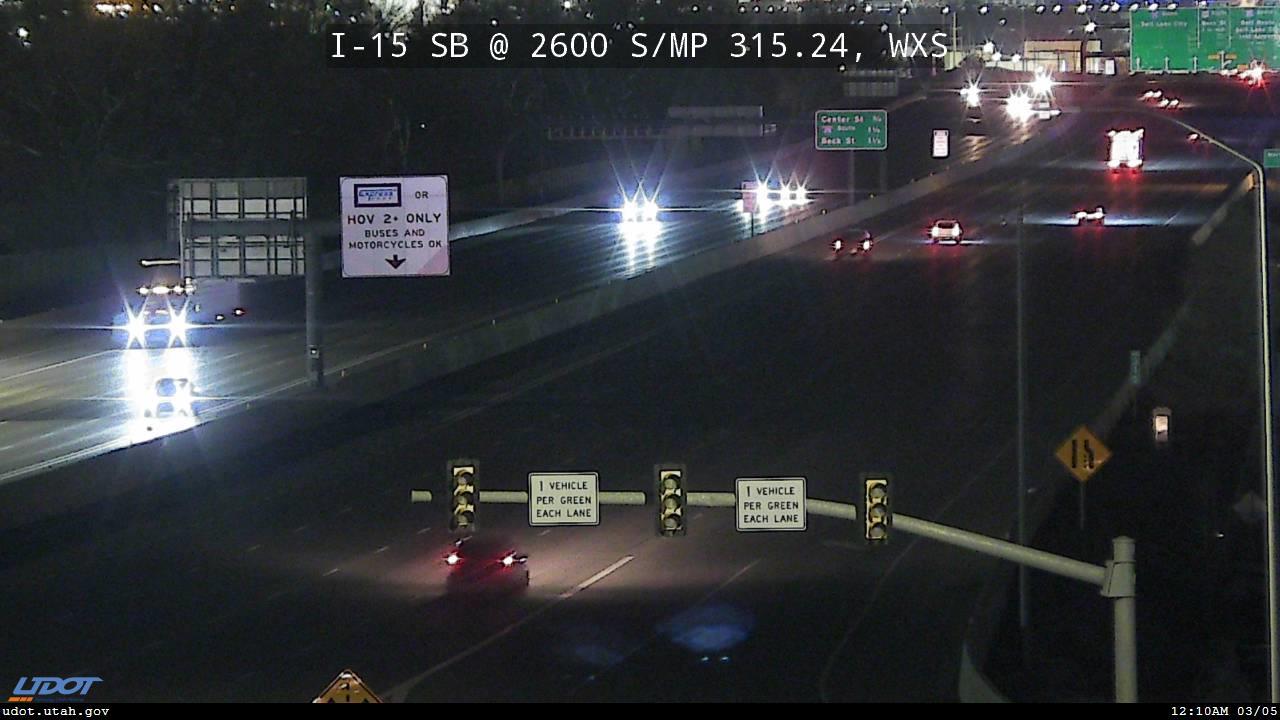 I-15 SB @ 2600 S/MP 315.24, WXS
Center St
Beck St
OR
HOV 2+ ONLY
BUSES AND
MOTORCYCLES OK
1 VEHICLE
PER GREEN
EACH LANE
1 VEHICLE
PER GREEN
EACH LANE
UDOT
udot.utah.gov
12:10AM 03/05